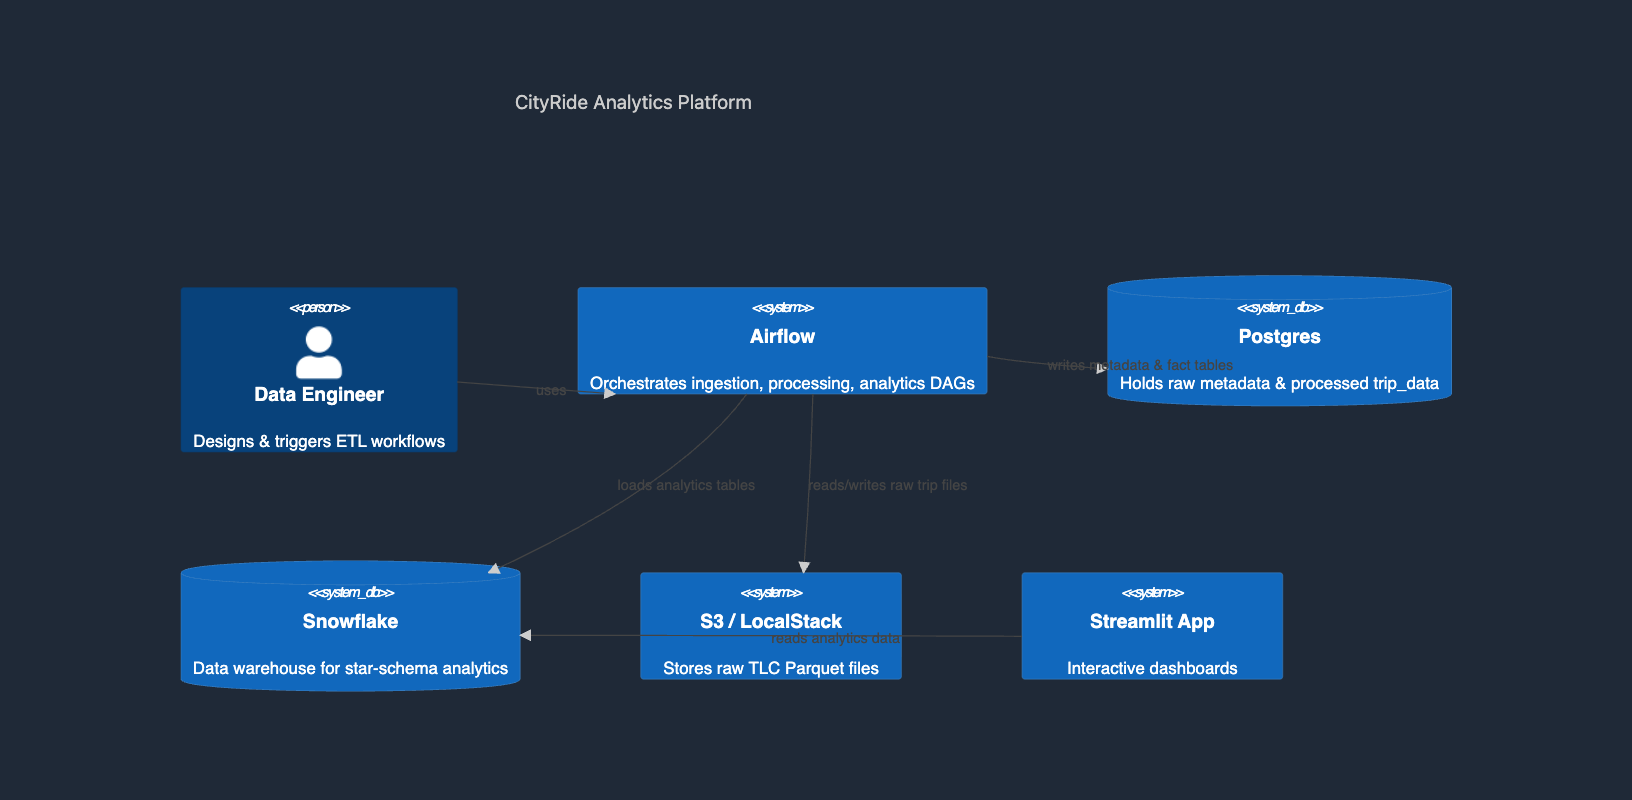 CityRide Analytics Platform
<<person>>
Data Engineer
Designs & triggers ETL workflows
uses
<<system>>
Airflow
Orchestrates ingestion, processing, analytics DAGs
writes metadata & fact tables
<<system_db>>
Postgres
Holds raw metadata & processed trip_data
loads analytics tables
reads/writes raw trip files
<<system_db>>
Snowflake
Data warehouse for star-schema analytics
<<system>>
S3 / LocalStack
reads analytics data
Stores raw TLC Parquet files
<<system>>
Streamlit App
Interactive dashboards